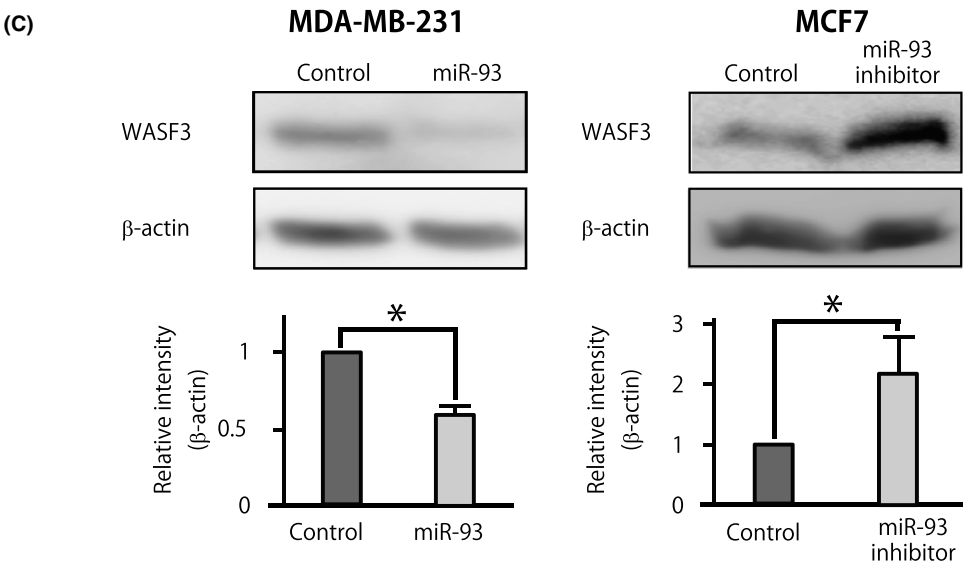 (C)
MDA-MB-231
Control miR-93
WASF3
β-actin
*
Relative intensity
(β-actin)
1
0.5
0
Control miR-93
MCF7
Control miR-93
inhibitor
WASF3
β-actin
*
Relative intensity
(β-actin)
3
2
1
0
Control miR-93
inhibitor